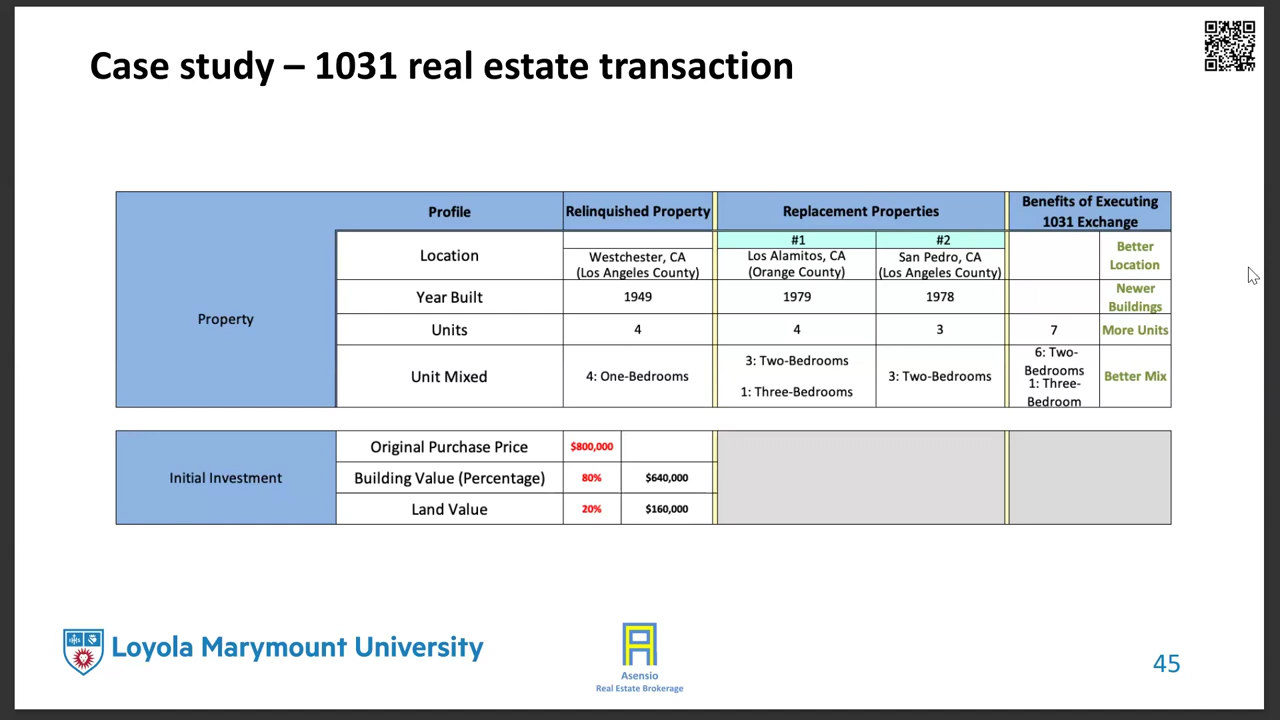 Case study – 1031 real estate transaction
Profile
Relinquished Property
Replacement Properties
Benefits of Executing
1031 Exchange
Property
Location
Westchester, CA
(Los Angeles County)
#1
Los Alamitos, CA
(Orange County)
#2
San Pedro, CA
(Los Angeles County)
Better
Location
Year Built
1949
1979
1978
Newer
Buildings
Units
4
4
3
7
More Units
Unit Mixed
4: One-Bedrooms
3: Two-Bedrooms
1: Three-Bedrooms
3: Two-Bedrooms
6: Two-
Bedrooms
1: Three-
Bedroom
Better Mix
Initial Investment
Original Purchase Price
$800,000
Building Value (Percentage)
80%
$640,000
Land Value
20%
$160,000
Loyola Marymount University
Asensio
Real Estate Brokerage
45